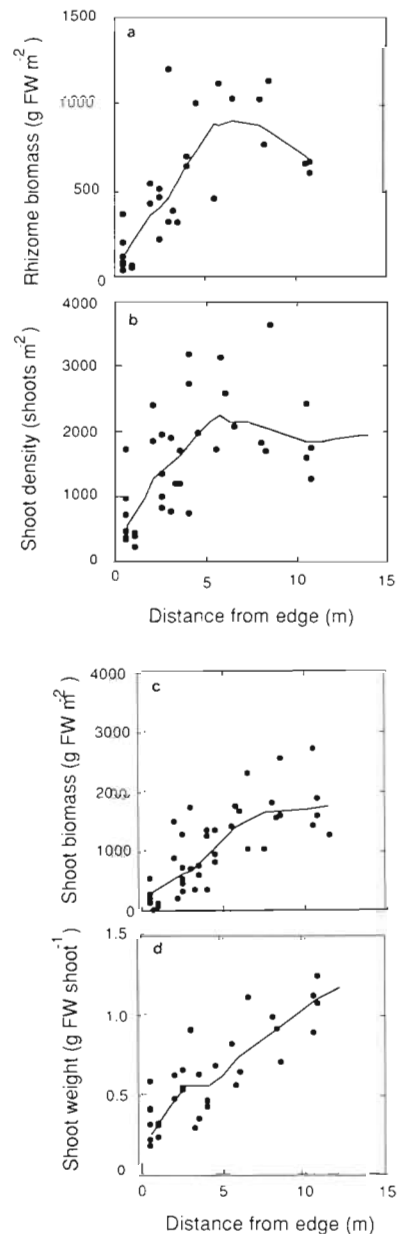 a
Rhizome biomass (g FW m-2)
1500
1000
500
0
b
Shoot density (shoots m-2)
4000
3000
2000
1000
0
0 5 10 15
Distance from edge (m)
c
Shoot biomass (g FW m-2)
4000
3000
2000
1000
0
d
Shoot weight (g FW shoot-1)
1.5
1.0
0.5
0
0 5 10 15
Distance from edge (m)